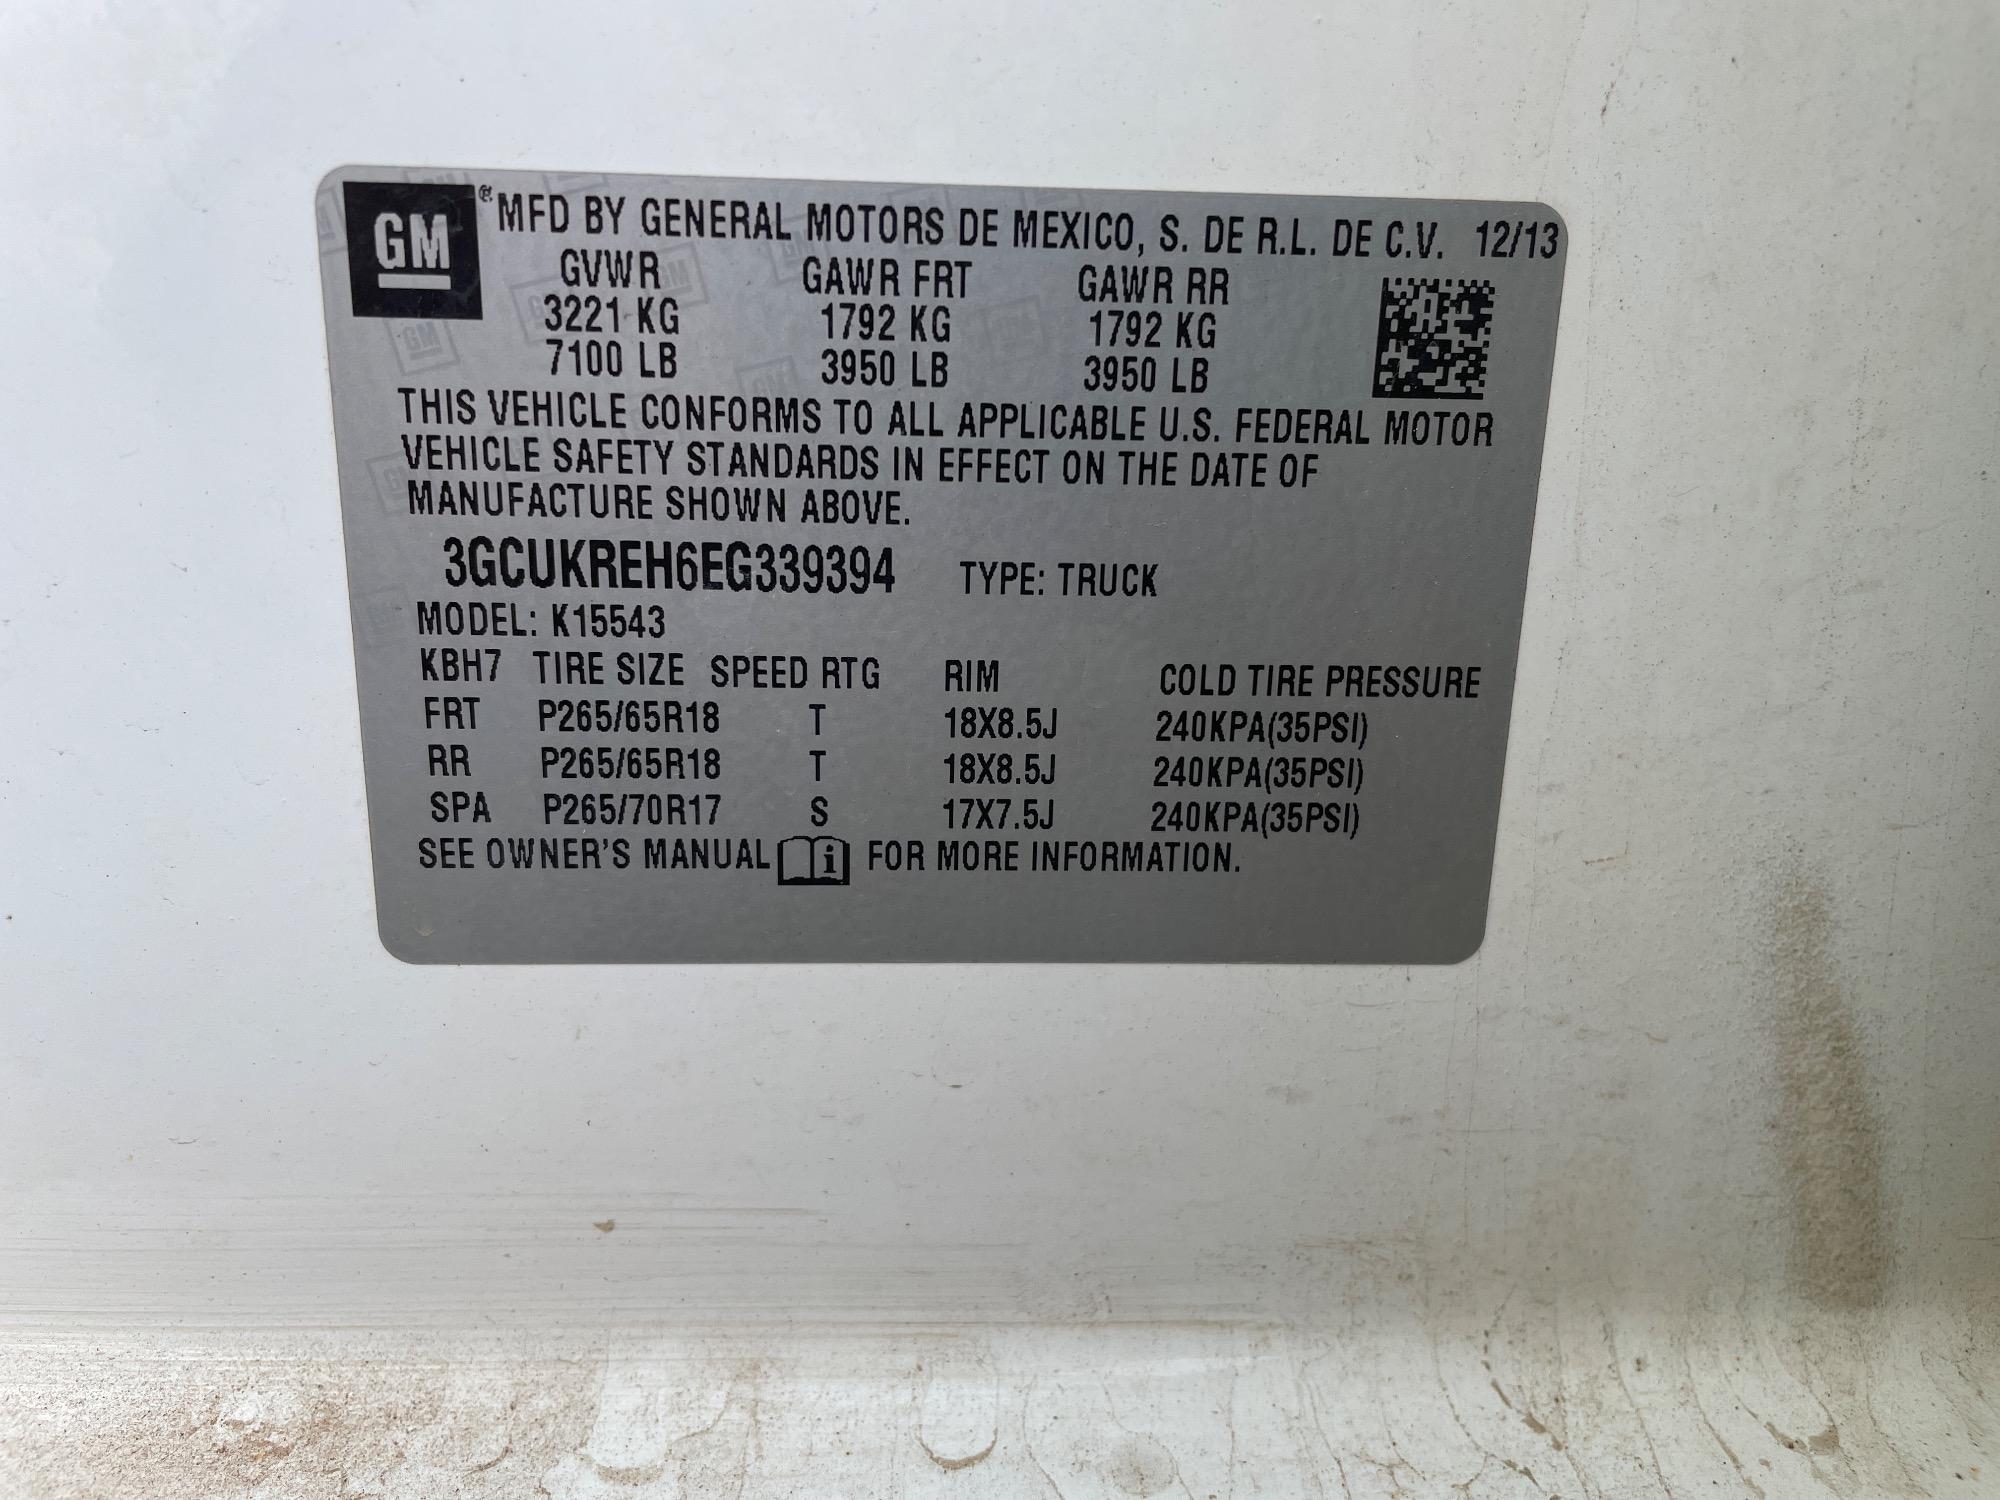 GM ® MFD BY GENERAL MOTORS DE MEXICO, S. DE R.L. DE C.V. 12/13
GVWR GAWR FRT GAWR RR
3221 KG 1792 KG 1792 KG
7100 LB 3950 LB 3950 LB
THIS VEHICLE CONFORMS TO ALL APPLICABLE U.S. FEDERAL MOTOR
VEHICLE SAFETY STANDARDS IN EFFECT ON THE DATE OF
MANUFACTURE SHOWN ABOVE.
3GCUKREH6EG339394 TYPE: TRUCK
MODEL: K15543
KBH7 TIRE SIZE SPEED RTG RIM COLD TIRE PRESSURE
FRT P265/65R18 T 18X8.5J 240KPA(35PSI)
RR P265/65R18 T 18X8.5J 240KPA(35PSI)
SPA P265/70R17 S 17X7.5J 240KPA(35PSI)
SEE OWNER'S MANUAL i FOR MORE INFORMATION.